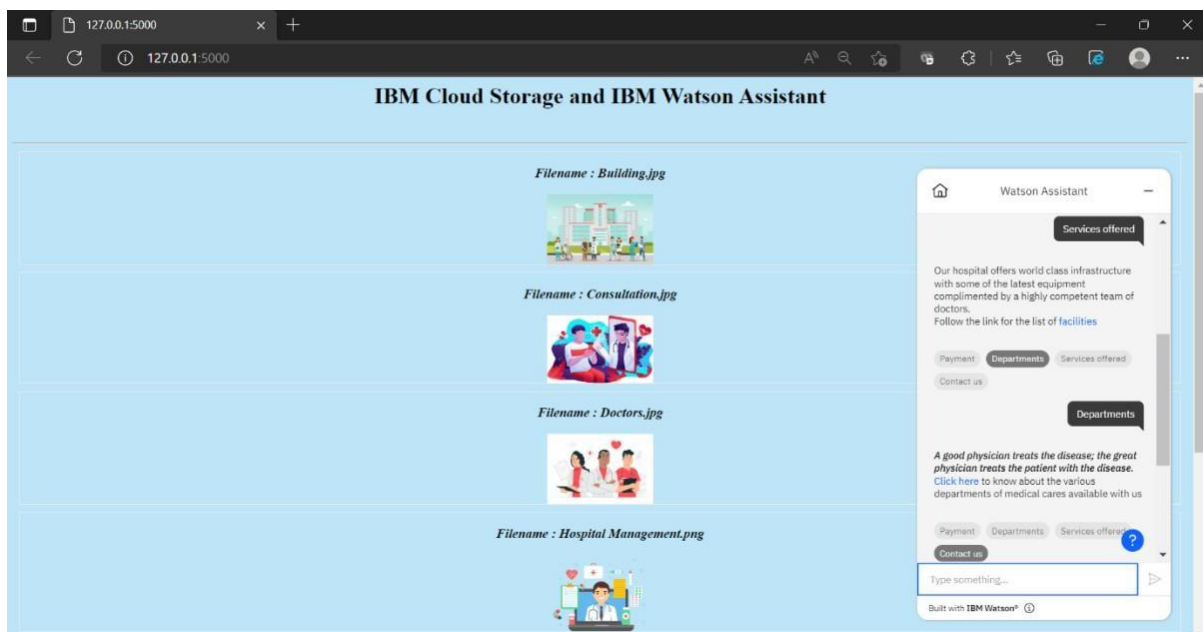 127.0.0.1:5000
127.0.0.1:5000
IBM Cloud Storage and IBM Watson Assistant
Filename : Building.jpg
Filename : Consultation.jpg
Filename : Doctors.jpg
Filename : Hospital Management.png
Watson Assistant
Services offered
Our hospital offers world class infrastructure
with some of the latest equipment
complimented by a highly competent team of
doctors.
Follow the link for the list of facilities
Payment Departments Services offered
Contact us
Departments
A good physician treats the disease; the great
physician treats the patient with the disease.
Click here to know about the various
departments of medical cares available with us
Payment Departments Services offered
Contact us
?
Type something...
Built with IBM Watson®